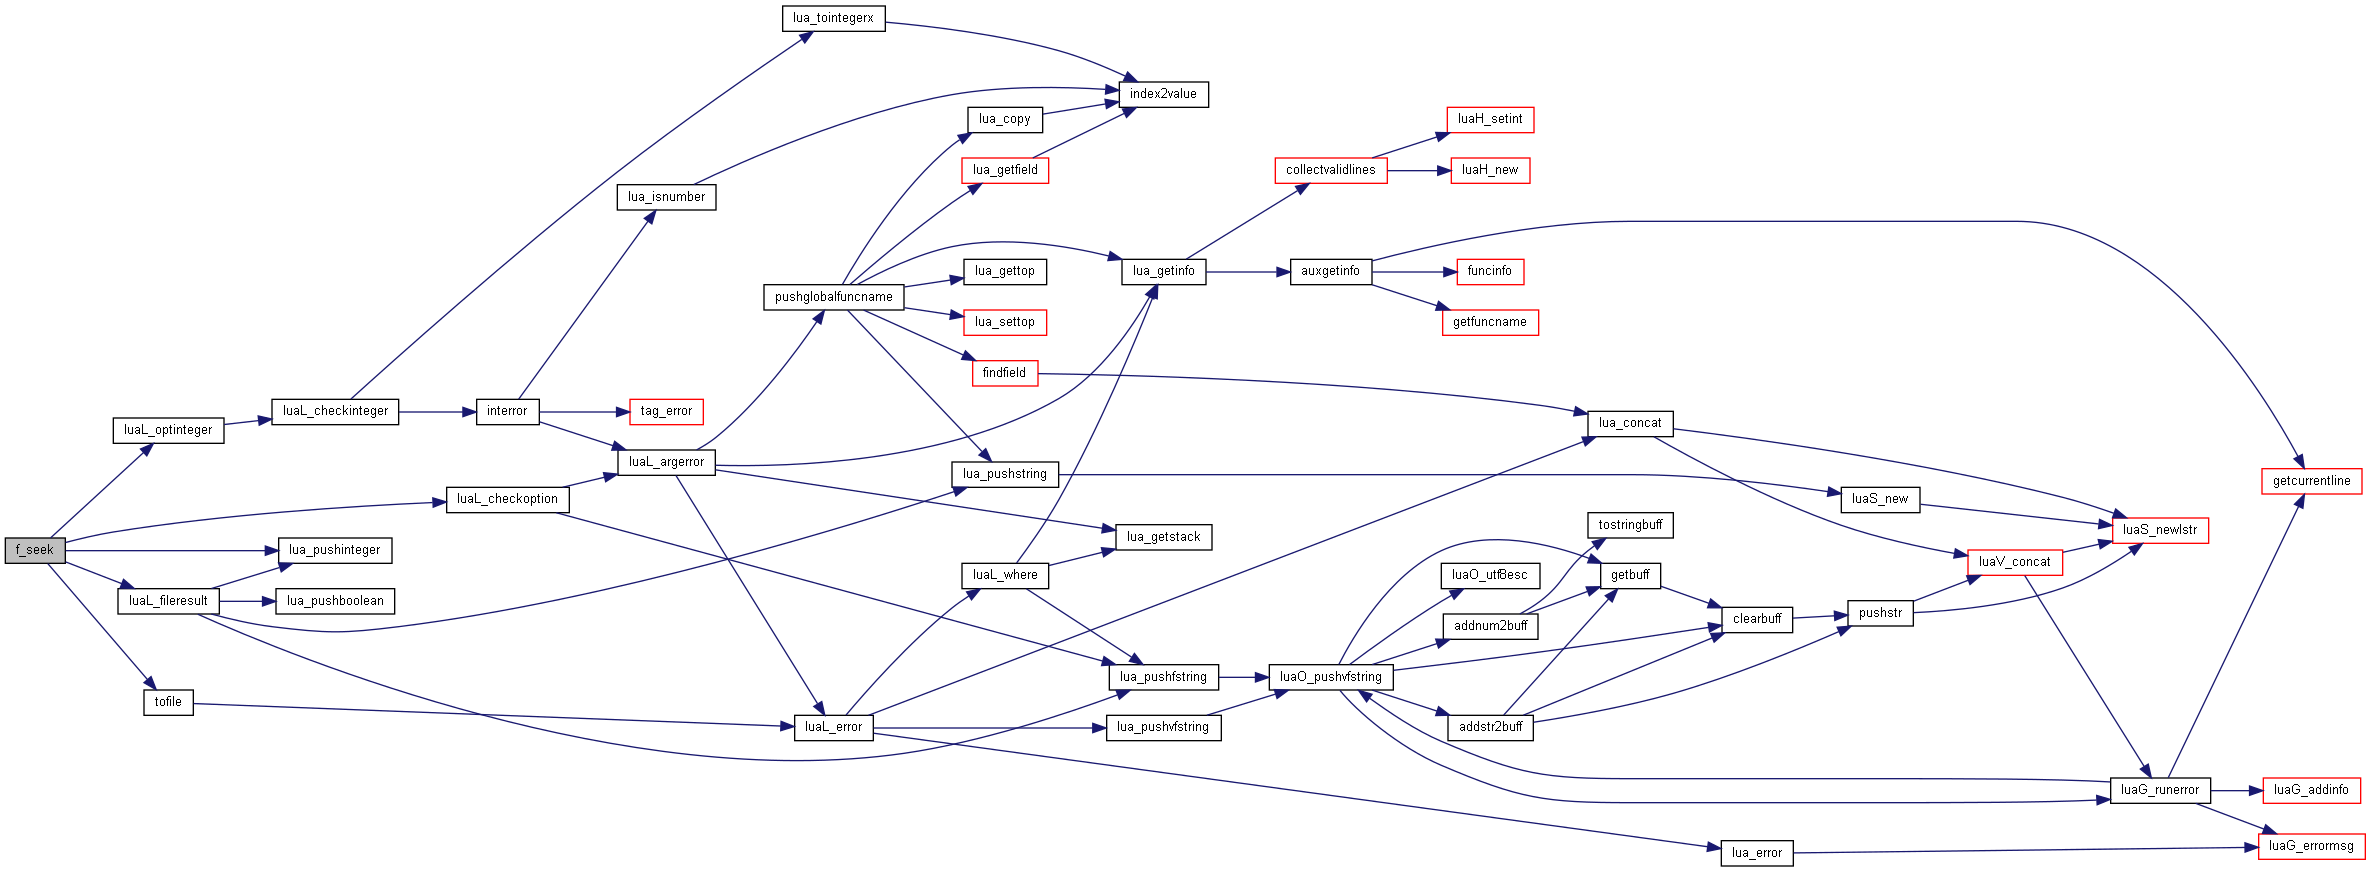 lua_tointegerx
index2value
lua_copy
luaH_setint
lua_getfield
collectvalidlines
luaH_new
lua_isnumber
lua_gettop
lua_getinfo
auxgetinfo
funcinfo
pushglobalfuncname
lua_settop
getfuncname
findfield
luaL_checkinteger
interror
tag_error
lua_concat
luaL_optinteger
luaL_argerror
lua_pushstring
getcurrentline
luaL_checkoption
luaS_new
tostringbuff
luaS_newlstr
lua_getstack
f_seek
lua_pushinteger
luaV_concat
luaL_where
luaO_utf8esc
getbuff
luaL_fileresult
lua_pushboolean
pushstr
clearbuff
addnum2buff
lua_pushfstring
luaO_pushvfstring
tofile
luaL_error
lua_pushvfstring
addstr2buff
luaG_runerror
luaG_addinfo
lua_error
luaG_errormsg